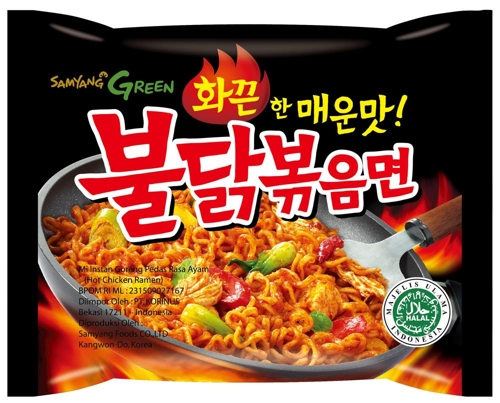 SAMYANG GREEN
화끈한 매운맛!
불닭볶음면
Mi Instan Goreng Pedas Rasa Ayam
(Hot Chicken Ramen)
BPOM RI ML : 231509027167
Diimpor Oleh : PT.KORINUS
Bekasi 17211 - Indonesia
Diproduksi Oleh :
Samyang Foods CO.LTD
Kangwon-Do, Korea
MAJELIS ULAMA
حلال
HALAL
INDONESIA